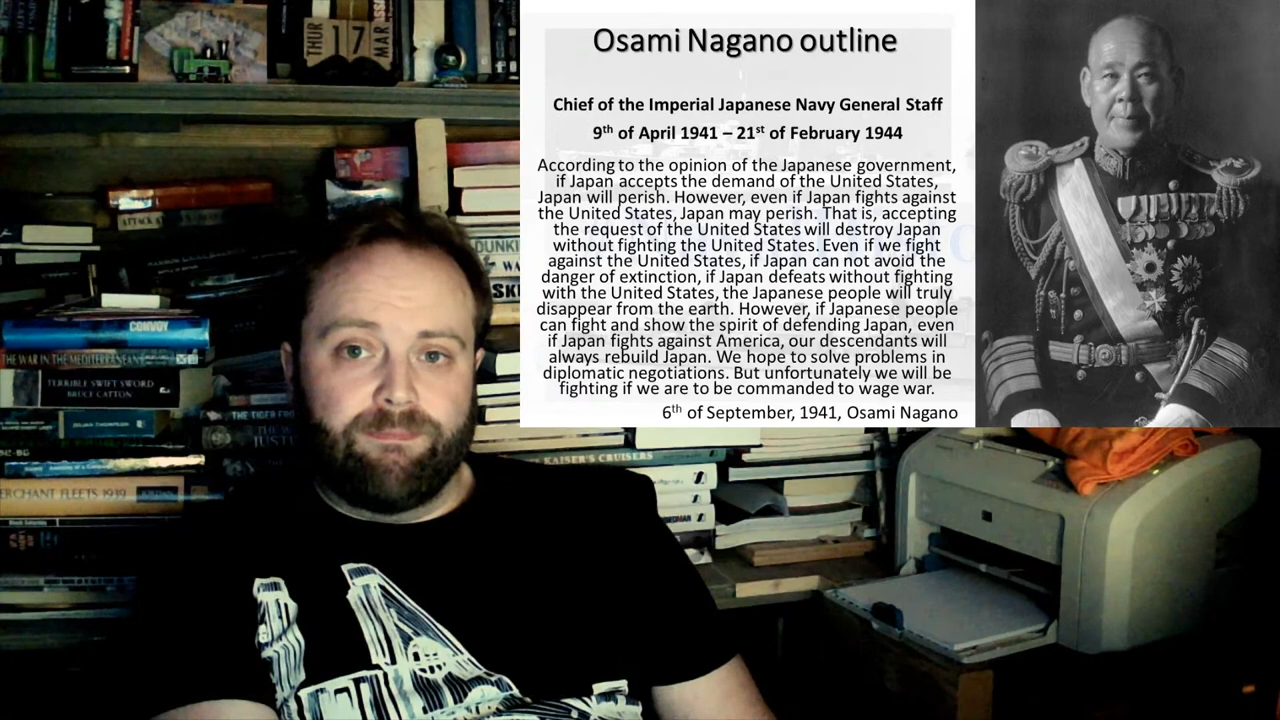 THUR 17 MAR
Osami Nagano outline
Chief of the Imperial Japanese Navy General Staff
9th of April 1941 – 21st of February 1944
According to the opinion of the Japanese government,
if Japan accepts the demand of the United States,
Japan will perish. However, even if Japan fights against
the United States, Japan may perish. That is, accepting
the request of the United States will destroy Japan
without fighting the United States. Even if we fight
against the United States, if Japan can not avoid the
danger of extinction, if Japan defeats without fighting
with the United States, the Japanese people will truly
disappear from the earth. However, if Japanese people
can fight and show the spirit of defending Japan, even
if Japan fights against America, our descendants will
always rebuild Japan. We hope to solve problems in
diplomatic negotiations. But unfortunately we will be
fighting if we are to be commanded to wage war.
6th of September, 1941, Osami Nagano
ATTACK
DUNKI
WA
SKI
CONVOY
THE WAR IN THE MEDITERRANEAN
TERRIBLE SWIFT SWORD
BRUCE CATTON
JULIAN THOMPSON
THE TIGER
KAISER'S CRUISERS
ERCHANT FLEETS 1939